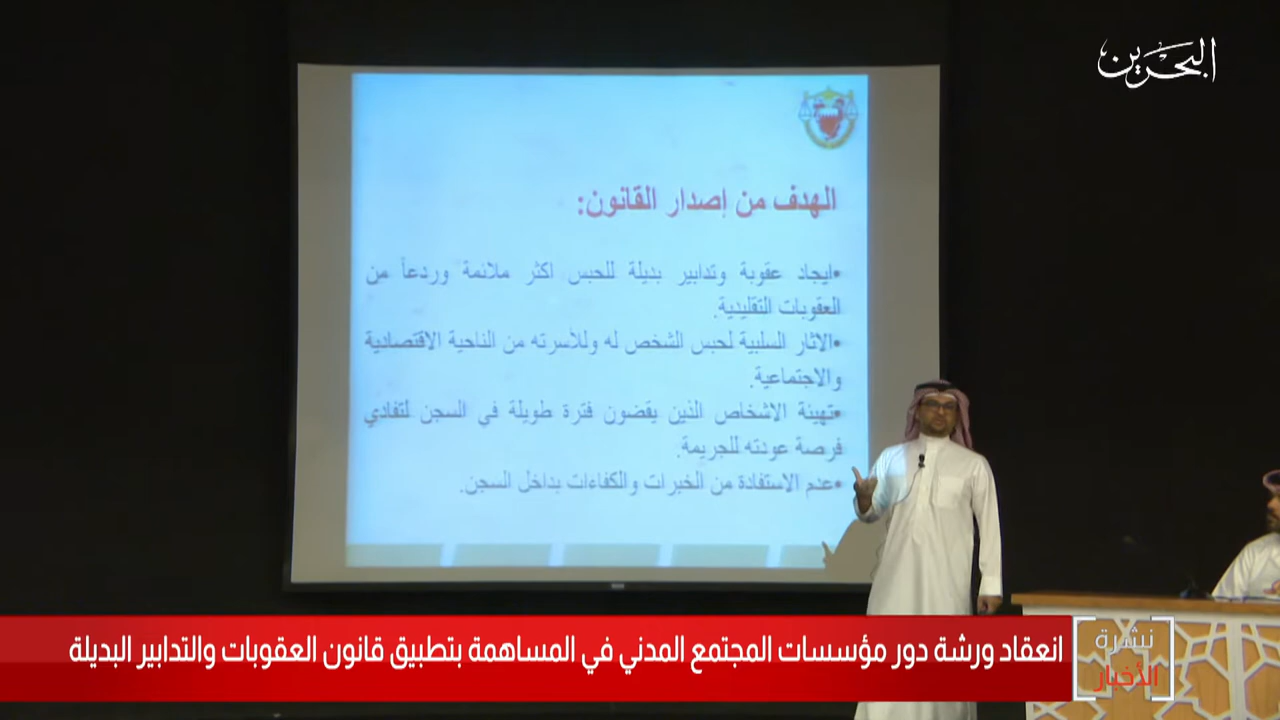 البحرين
الهدف من إصدار القانون:
•ايجاد عقوبة وتدابير بديلة للحبس اكثر ملائمة وردعاً من
العقوبات التقليدية.
•الاثار السلبية لحبس الشخص له وللأسرته من الناحية الاقتصادية
والاجتماعية.
•تهيئة الاشخاص الذين يقضون فترة طويلة في السجن لتفادي
فرصة عودته للجريمة.
•عدم الاستفادة من الخبرات والكفاءات بداخل السجن.
نشرة
الأخبار
انعقاد ورشة دور مؤسسات المجتمع المدني في المساهمة بتطبيق قانون العقوبات والتدابير البديلة